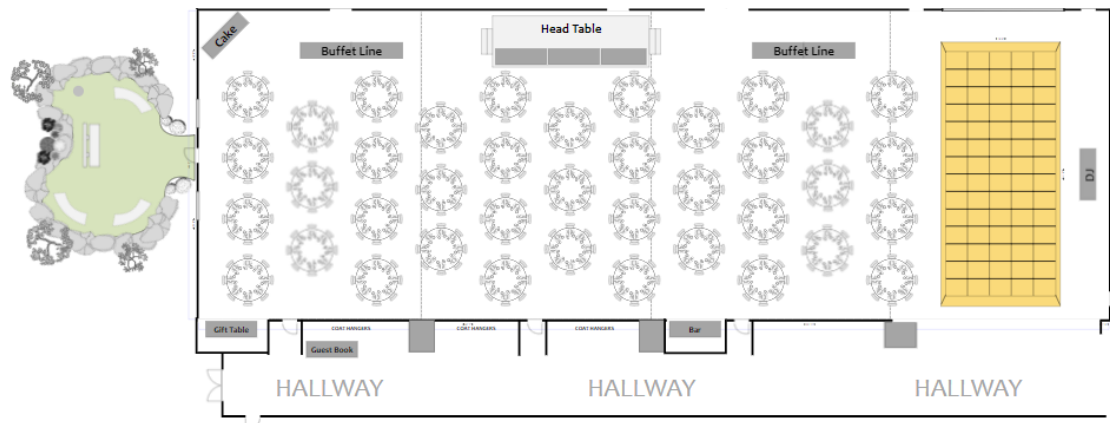 Cake
Head Table
Buffet Line
Buffet Line
DJ
Gift Table
COAT HANGERS
COAT HANGERS
COAT HANGERS
Bar
Guest Book
HALLWAY
HALLWAY
HALLWAY